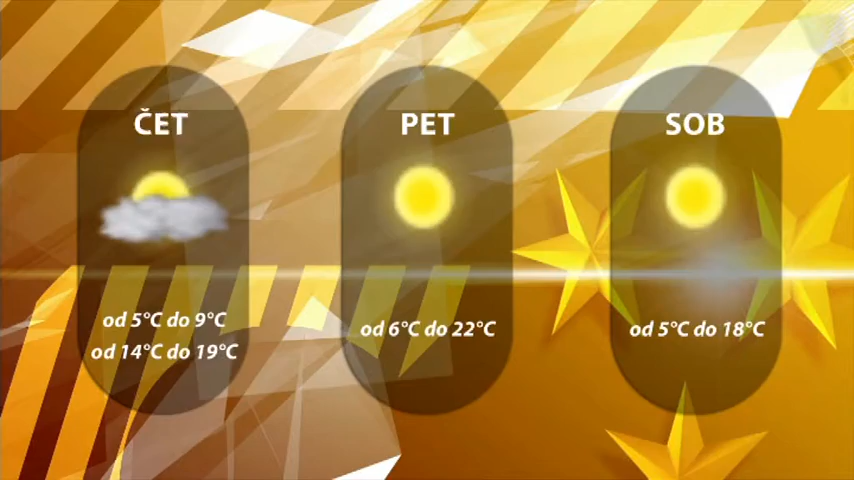 ČET
od 5°C do 9°C
od 14°C do 19°C
PET
od 6°C do 22°C
SOB
od 5°C do 18°C